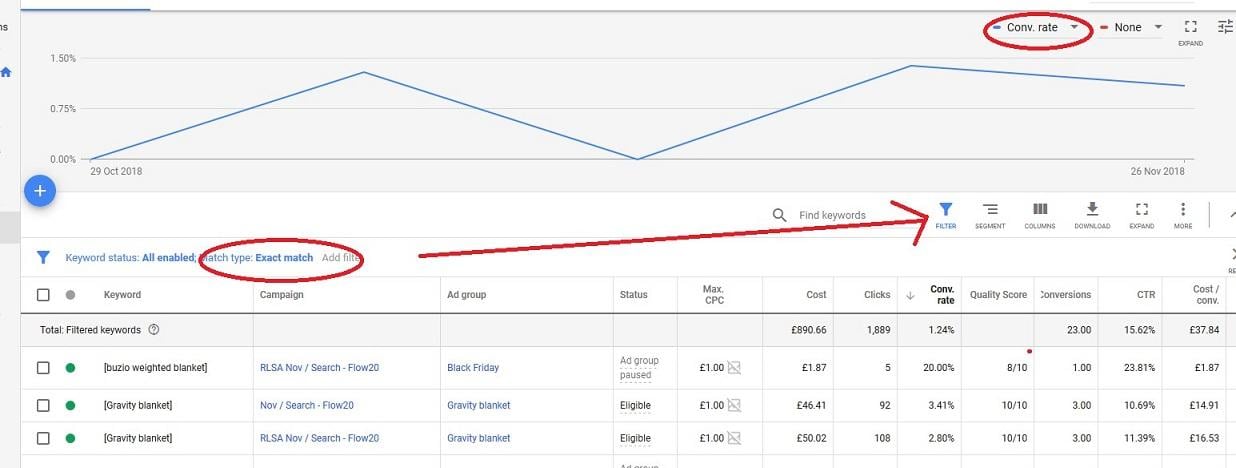 ns
Conv. rate None EXPAND
1.50%
0.75%
0.00%
29 Oct 2018 26 Nov 2018
Find keywords FILTER SEGMENT COLUMNS DOWNLOAD EXPAND MORE
Keyword status: All enabled; Match type: Exact match Add filte
RE
Keyword Campaign Ad group Status Max. CPC Cost Clicks Conv. rate Quality Score Conversions CTR Cost / conv.
Total: Filtered keywords £890.66 1,889 1.24% 23.00 15.62% £37.84
[buzio weighted blanket] RLSA Nov / Search - Flow20 Black Friday Ad group paused £1.00 £1.87 5 20.00% 8/10 1.00 23.81% £1.87
[Gravity blanket] Nov / Search - Flow20 Gravity blanket Eligible £1.00 £46.41 92 3.41% 10/10 3.00 10.69% £14.91
[Gravity blanket] RLSA Nov / Search - Flow20 Gravity blanket Eligible £1.00 £50.02 108 2.80% 10/10 3.00 11.39% £16.53
Ad group